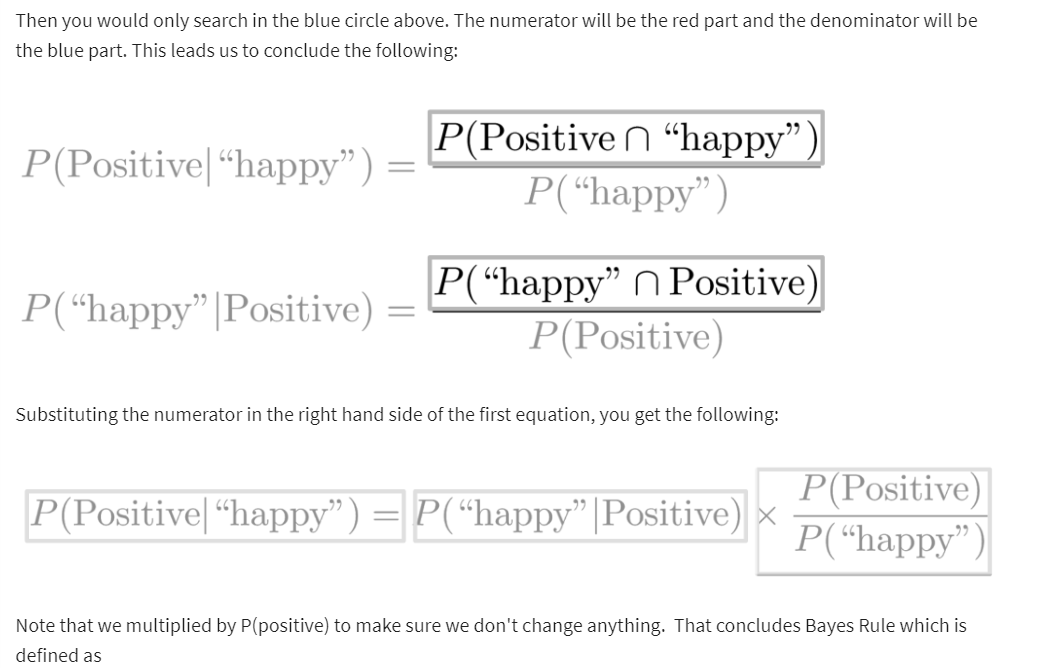 Then you would only search in the blue circle above. The numerator will be the red part and the denominator will be
the blue part. This leads us to conclude the following:
P(Positive| “happy” ) = P(Positive ∩ “happy” ) / P( “happy” )
P( “happy” |Positive) = P( “happy” ∩ Positive) / P(Positive)
Substituting the numerator in the right hand side of the first equation, you get the following:
P(Positive| “happy” ) = P( “happy” |Positive) × P(Positive) / P( “happy” )
Note that we multiplied by P(positive) to make sure we don't change anything. That concludes Bayes Rule which is
defined as